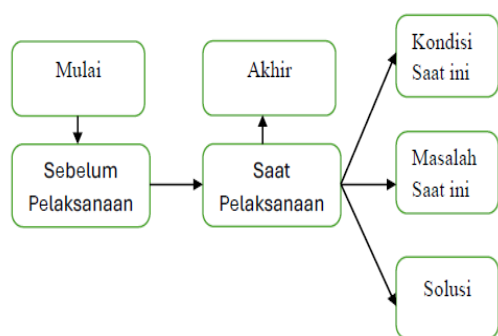 Mulai
Akhir
Kondisi
Saat ini
Sebelum
Pelaksanaan
Saat
Pelaksanaan
Masalah
Saat ini
Solusi